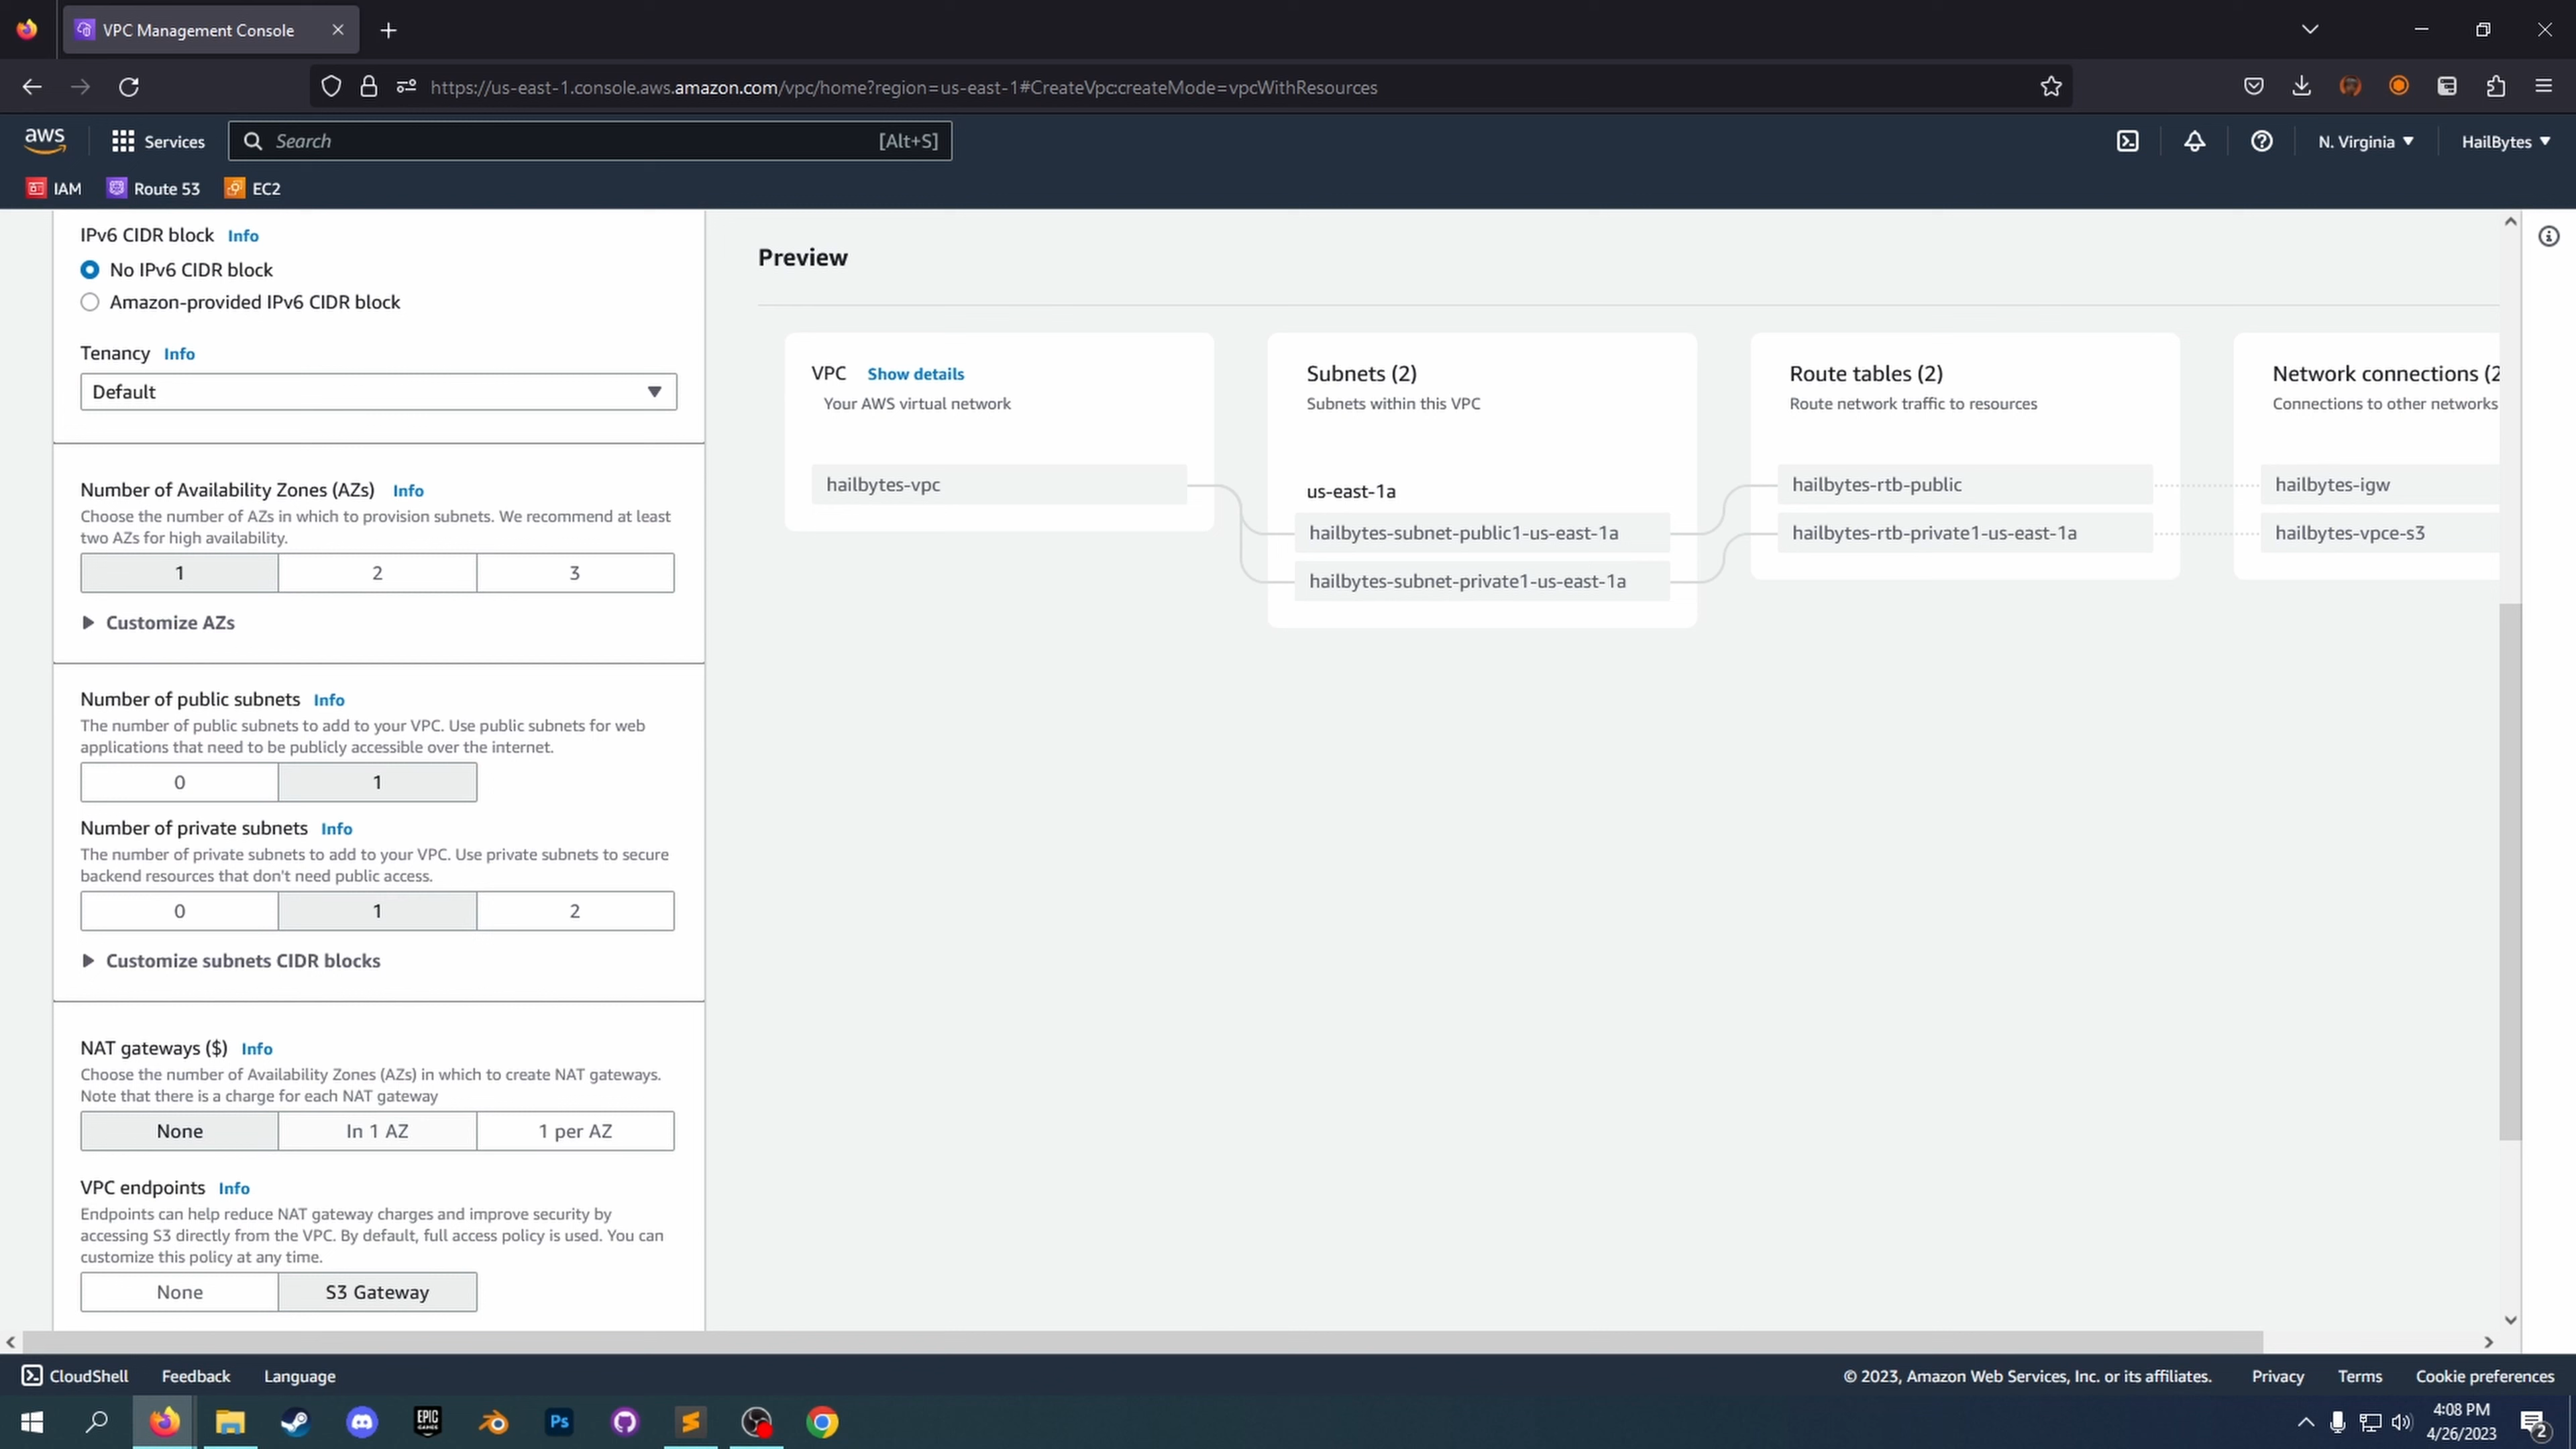 VPC Management Console
https://us-east-1.console.aws.amazon.com/vpc/home?region=us-east-1#CreateVpc:createMode=vpcWithResources
aws
Services
Search
[Alt+S]
N. Virginia
HailBytes
IAM
Route 53
EC2
IPv6 CIDR block Info
No IPv6 CIDR block
Amazon-provided IPv6 CIDR block
Tenancy Info
Default
Number of Availability Zones (AZs) Info
Choose the number of AZs in which to provision subnets. We recommend at least
two AZs for high availability.
1 2 3
Customize AZs
Number of public subnets Info
The number of public subnets to add to your VPC. Use public subnets for web
applications that need to be publicly accessible over the internet.
0 1
Number of private subnets Info
The number of private subnets to add to your VPC. Use private subnets to secure
backend resources that don't need public access.
0 1 2
Customize subnets CIDR blocks
NAT gateways ($) Info
Choose the number of Availability Zones (AZs) in which to create NAT gateways.
Note that there is a charge for each NAT gateway
None In 1 AZ 1 per AZ
VPC endpoints Info
Endpoints can help reduce NAT gateway charges and improve security by
accessing S3 directly from the VPC. By default, full access policy is used. You can
customize this policy at any time.
None S3 Gateway
Preview
VPC Show details
Your AWS virtual network
hailbytes-vpc
Subnets (2)
Subnets within this VPC
us-east-1a
hailbytes-subnet-public1-us-east-1a
hailbytes-subnet-private1-us-east-1a
Route tables (2)
Route network traffic to resources
hailbytes-rtb-public
hailbytes-rtb-private1-us-east-1a
Network connections (2
Connections to other networks
hailbytes-igw
hailbytes-vpce-s3
CloudShell
Feedback
Language
© 2023, Amazon Web Services, Inc. or its affiliates.
Privacy
Terms
Cookie preferences
EPIC
GAMES
Ps
4:08 PM
4/26/2023
2